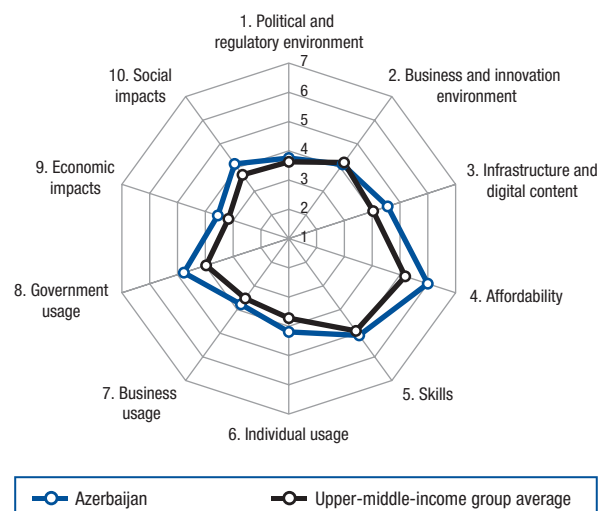 1. Political and
regulatory environment
2. Business and innovation
environment
3. Infrastructure and
digital content
4. Affordability
5. Skills
6. Individual usage
7. Business
usage
8. Government
usage
9. Economic
impacts
10. Social
impacts
7
6
5
4
3
2
1
Azerbaijan
Upper-middle-income group average